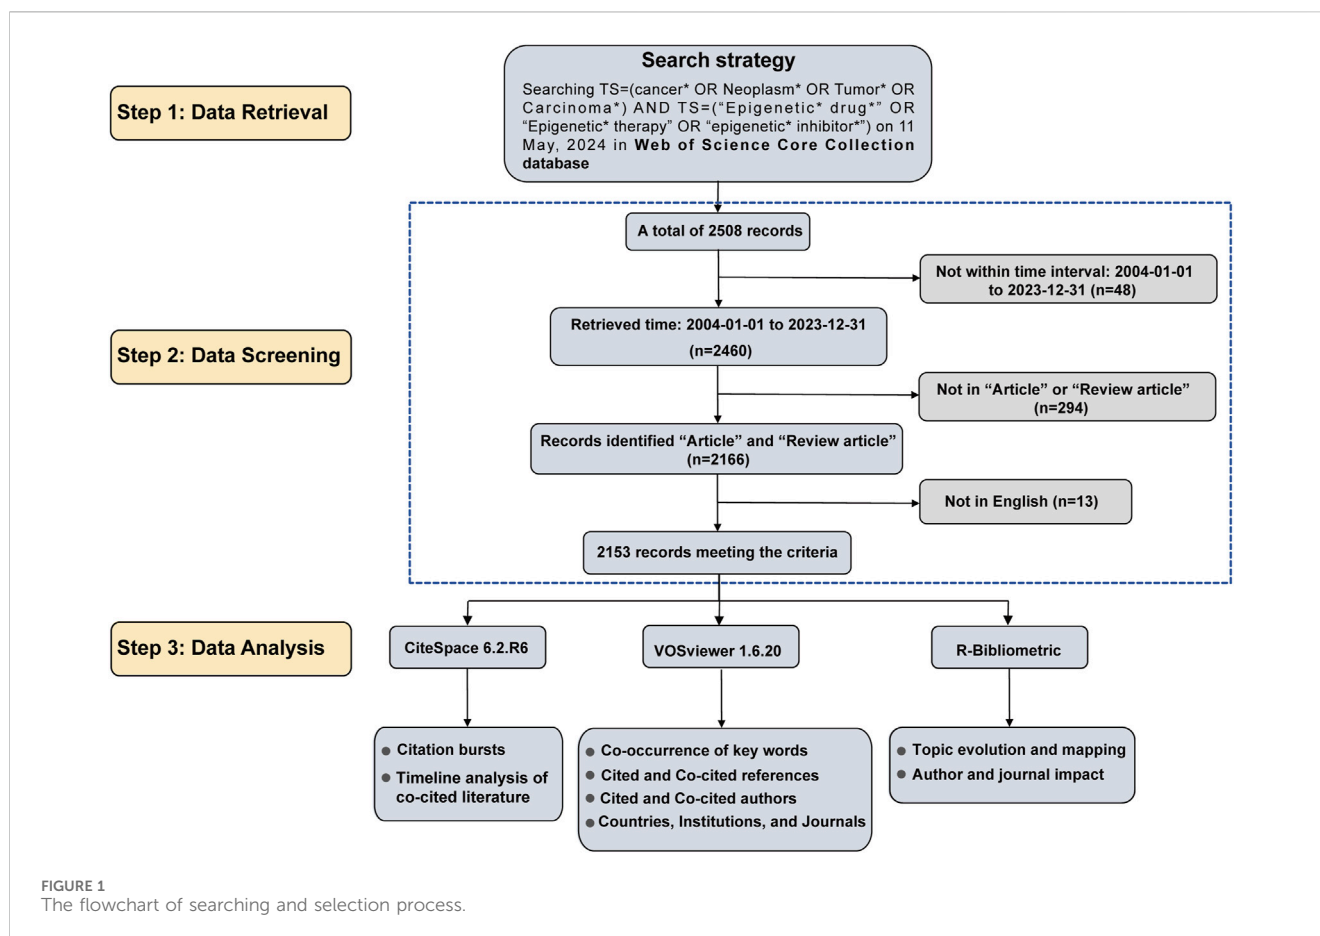 Search strategy
Searching TS=(cancer* OR Neoplasm* OR Tumor* OR
Carcinoma*) AND TS=(“Epigenetic* drug*” OR
“Epigenetic* therapy” OR “epigenetic* inhibitor*”) on 11
May, 2024 in Web of Science Core Collection
database
Step 1: Data Retrieval
A total of 2508 records
Not within time interval: 2004-01-01
to 2023-12-31 (n=48)
Retrieved time: 2004-01-01 to 2023-12-31
(n=2460)
Step 2: Data Screening
Not in “Article” or “Review article”
(n=294)
Records identified “Article” and “Review article”
(n=2166)
Not in English (n=13)
2153 records meeting the criteria
Step 3: Data Analysis
CiteSpace 6.2.R6
VOSviewer 1.6.20
R-Bibliometric
Citation bursts
Timeline analysis of
co-cited literature
Co-occurrence of key words
Cited and Co-cited references
Cited and Co-cited authors
Countries, Institutions, and Journals
Topic evolution and mapping
Author and journal impact
FIGURE 1
The flowchart of searching and selection process.